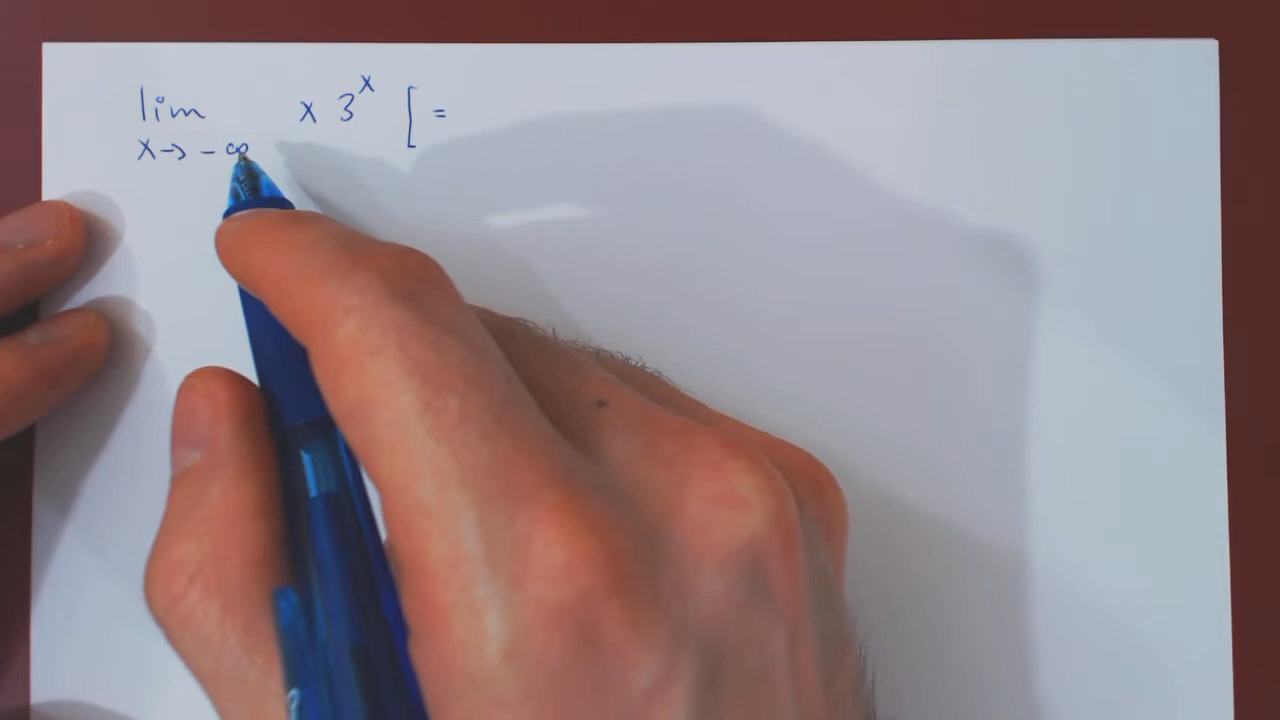 lim x 3^x [ =
x → - ∞